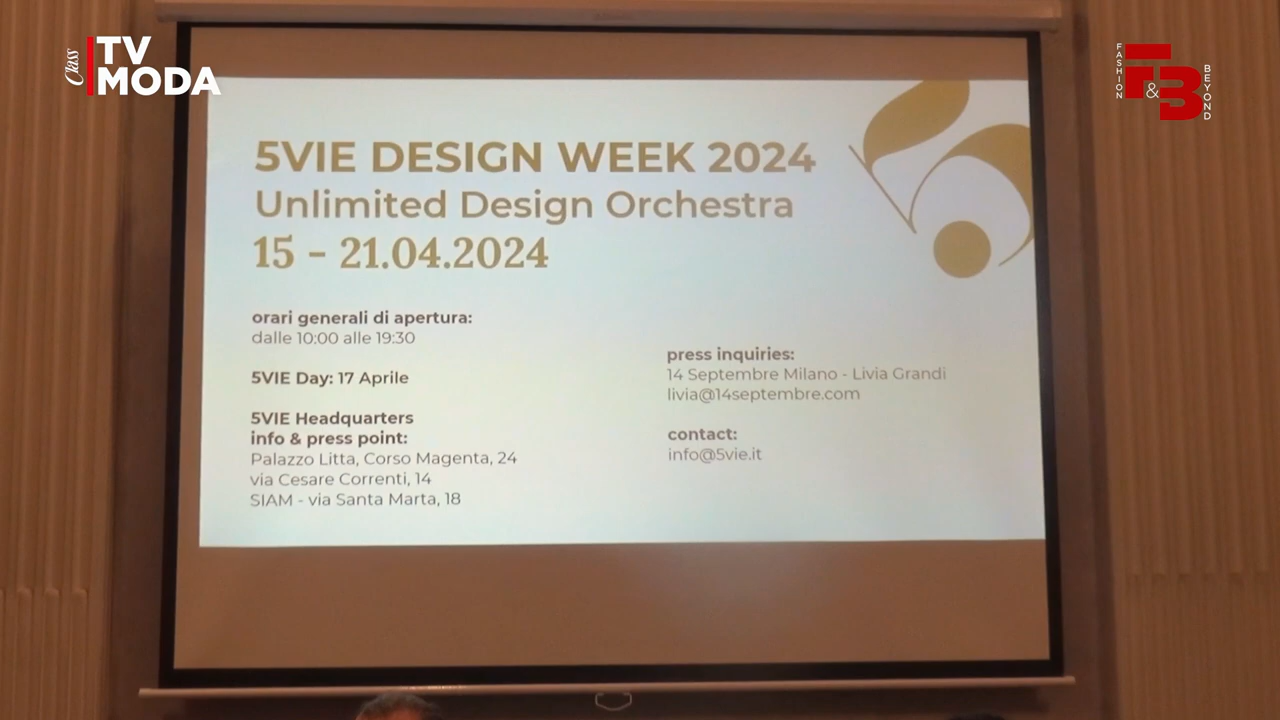 Class
TV
MODA
FASHION
F&B
BEYOND
5VIE DESIGN WEEK 2024
Unlimited Design Orchestra
15 - 21.04.2024
orari generali di apertura:
dalle 10:00 alle 19:30
5VIE Day: 17 Aprile
5VIE Headquarters
info & press point:
Palazzo Litta, Corso Magenta, 24
via Cesare Correnti, 14
SIAM - via Santa Marta, 18
press inquiries:
14 Septembre Milano - Livia Grandi
livia@14septembre.com
contact:
info@5vie.it
5